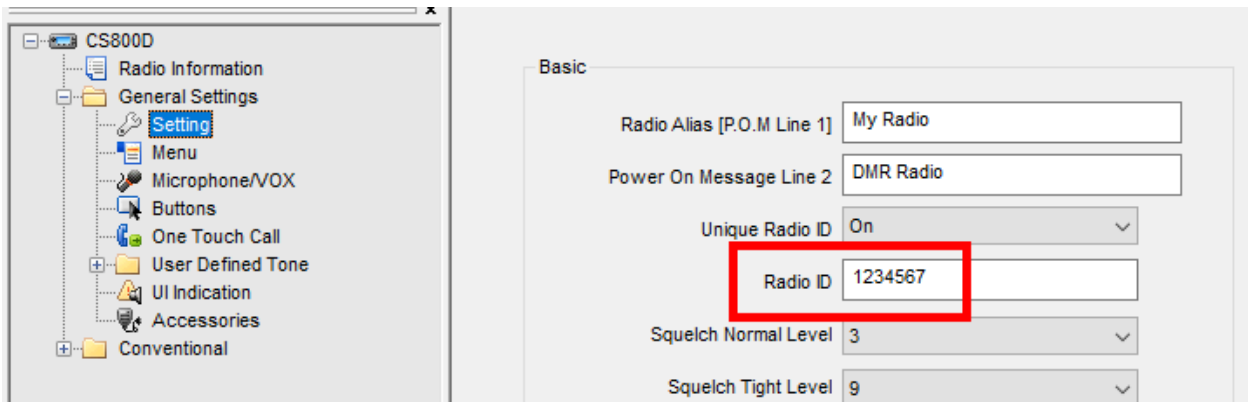 x
CS800D
Radio Information
General Settings
Setting
Menu
Microphone/VOX
Buttons
One Touch Call
User Defined Tone
UI Indication
Accessories
Conventional
Basic
Radio Alias [P.O.M Line 1] My Radio
Power On Message Line 2 DMR Radio
Unique Radio ID On
Radio ID 1234567
Squelch Normal Level 3
Squelch Tight Level 9